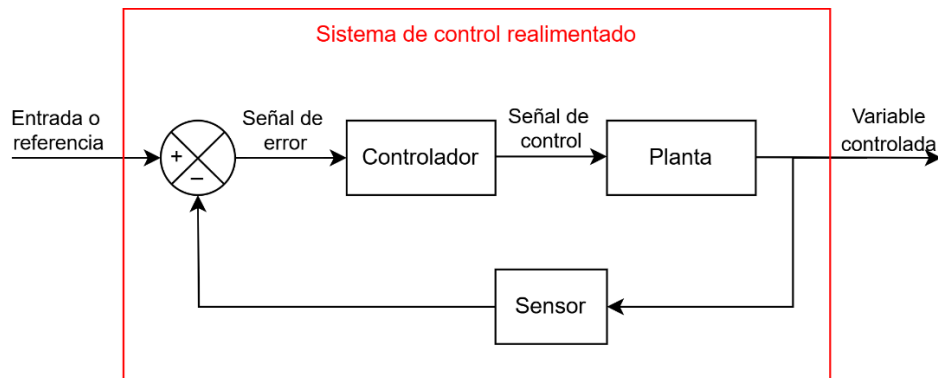 Sistema de control realimentado
Entrada o
referencia
+
−
Señal de
error
Controlador
Señal de
control
Planta
Variable
controlada
Sensor